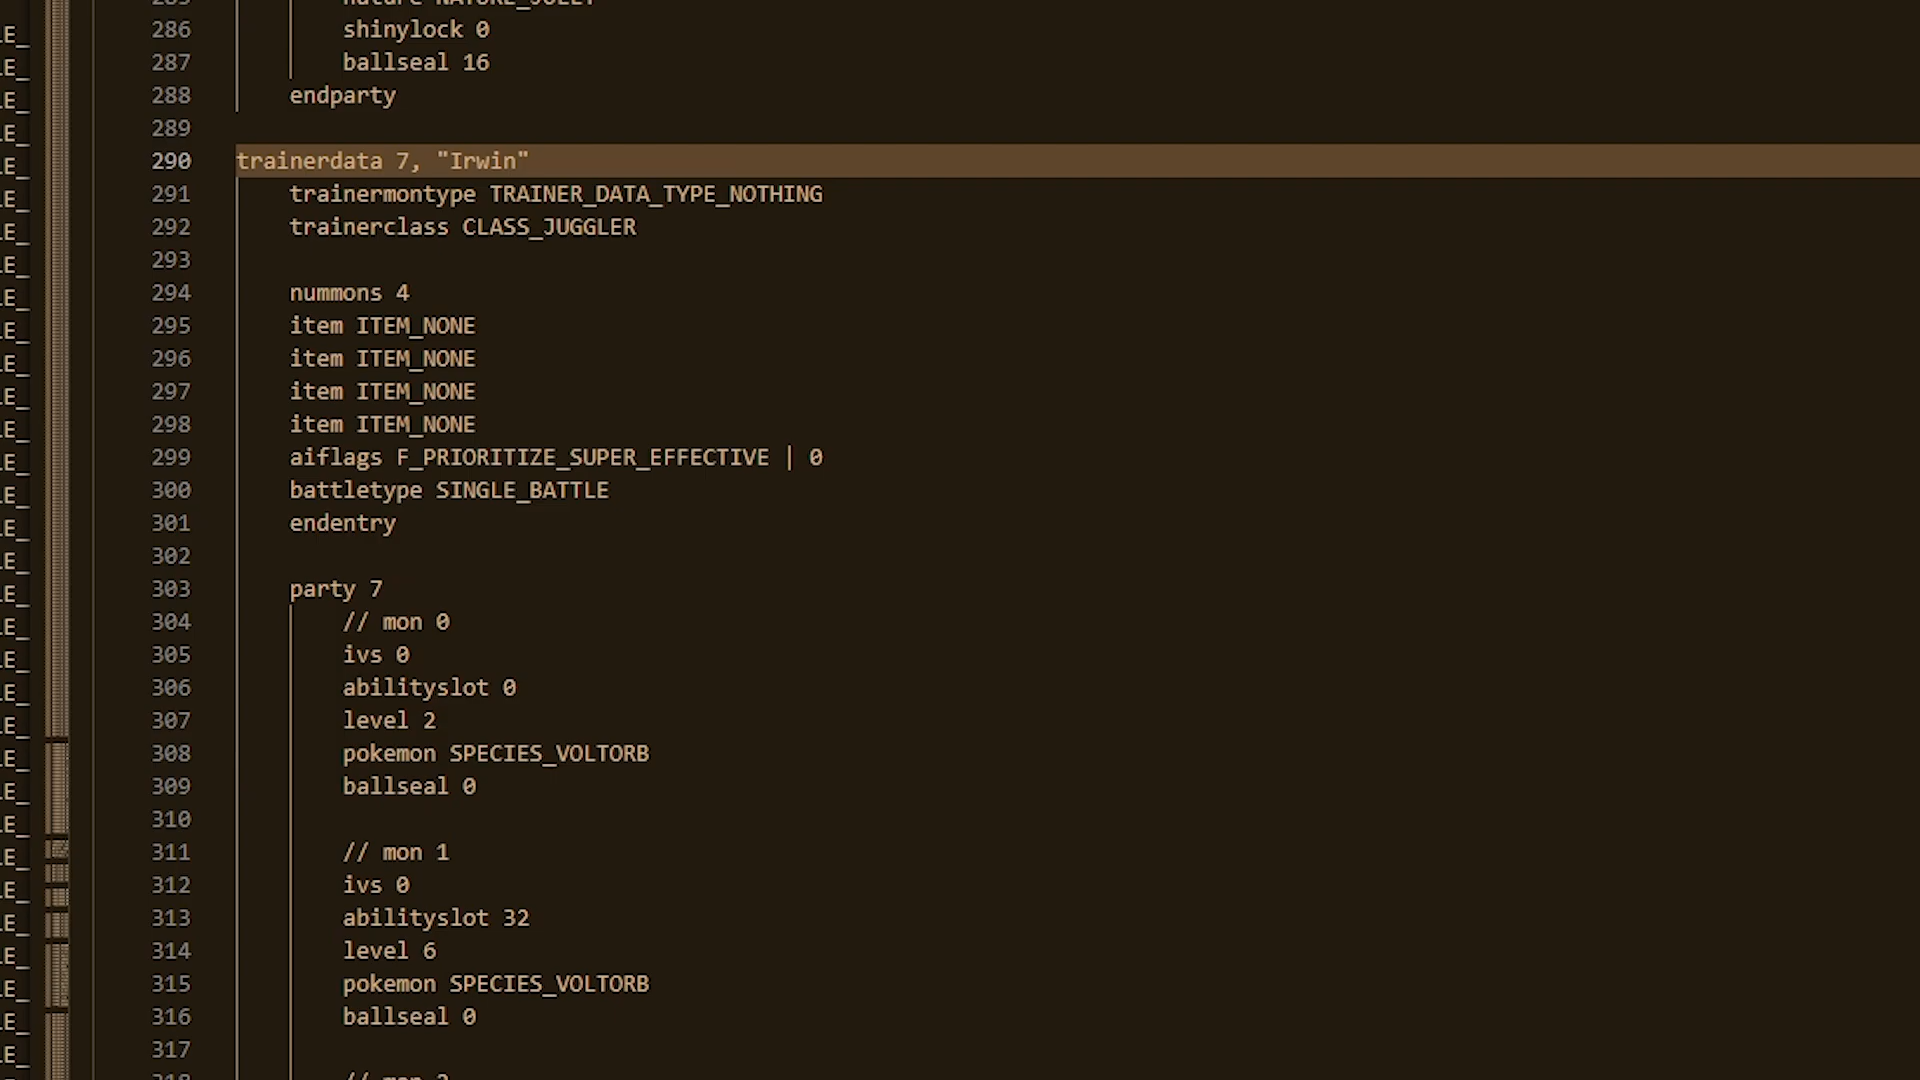 286 shinylock 0
287 ballseal 16
288 endparty
289
290 trainerdata 7, "Irwin"
291 trainermontype TRAINER_DATA_TYPE_NOTHING
292 trainerclass CLASS_JUGGLER
293
294 nummons 4
295 item ITEM_NONE
296 item ITEM_NONE
297 item ITEM_NONE
298 item ITEM_NONE
299 aiflags F_PRIORITIZE_SUPER_EFFECTIVE | 0
300 battletype SINGLE_BATTLE
301 endentry
302
303 party 7
304 // mon 0
305 ivs 0
306 abilityslot 0
307 level 2
308 pokemon SPECIES_VOLTORB
309 ballseal 0
310
311 // mon 1
312 ivs 0
313 abilityslot 32
314 level 6
315 pokemon SPECIES_VOLTORB
316 ballseal 0
317